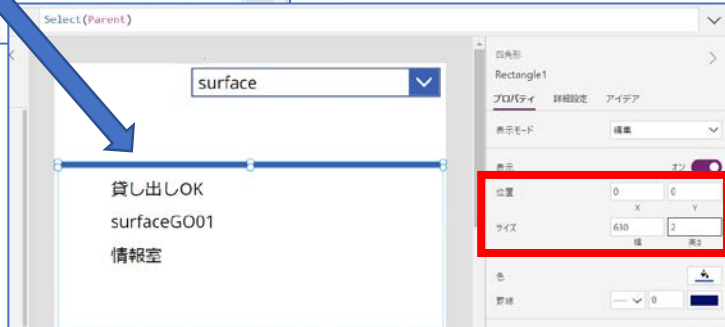 Select(Parent)
四角形
Rectangle1
プロパティ 詳細設定 アイデア
表示モード 編集
表示 オン
位置 0 0
X Y
サイズ 630 2
幅 高さ
色
罫線 0
surface
貸し出しOK
surfaceGO01
情報室